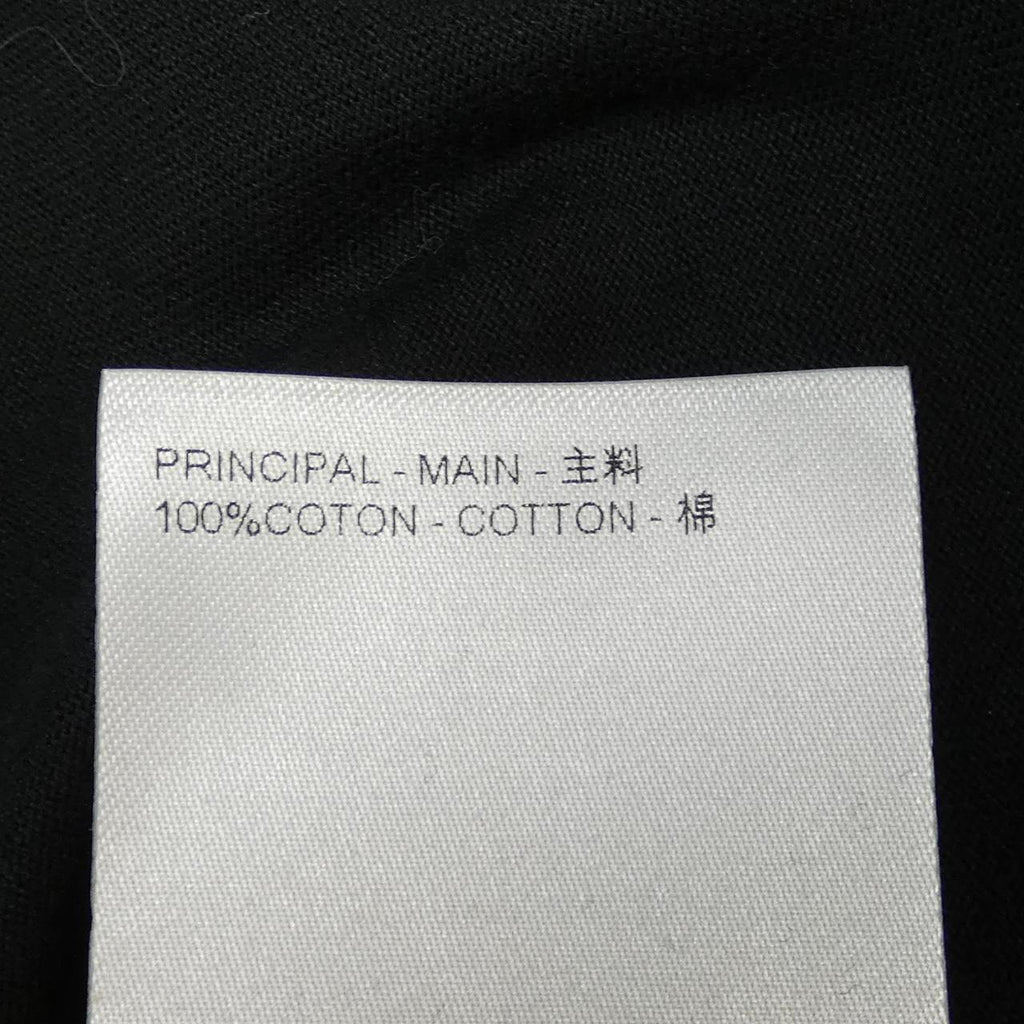 PRINCIPAL - MAIN - 主料
100%COTON - COTTON - 棉